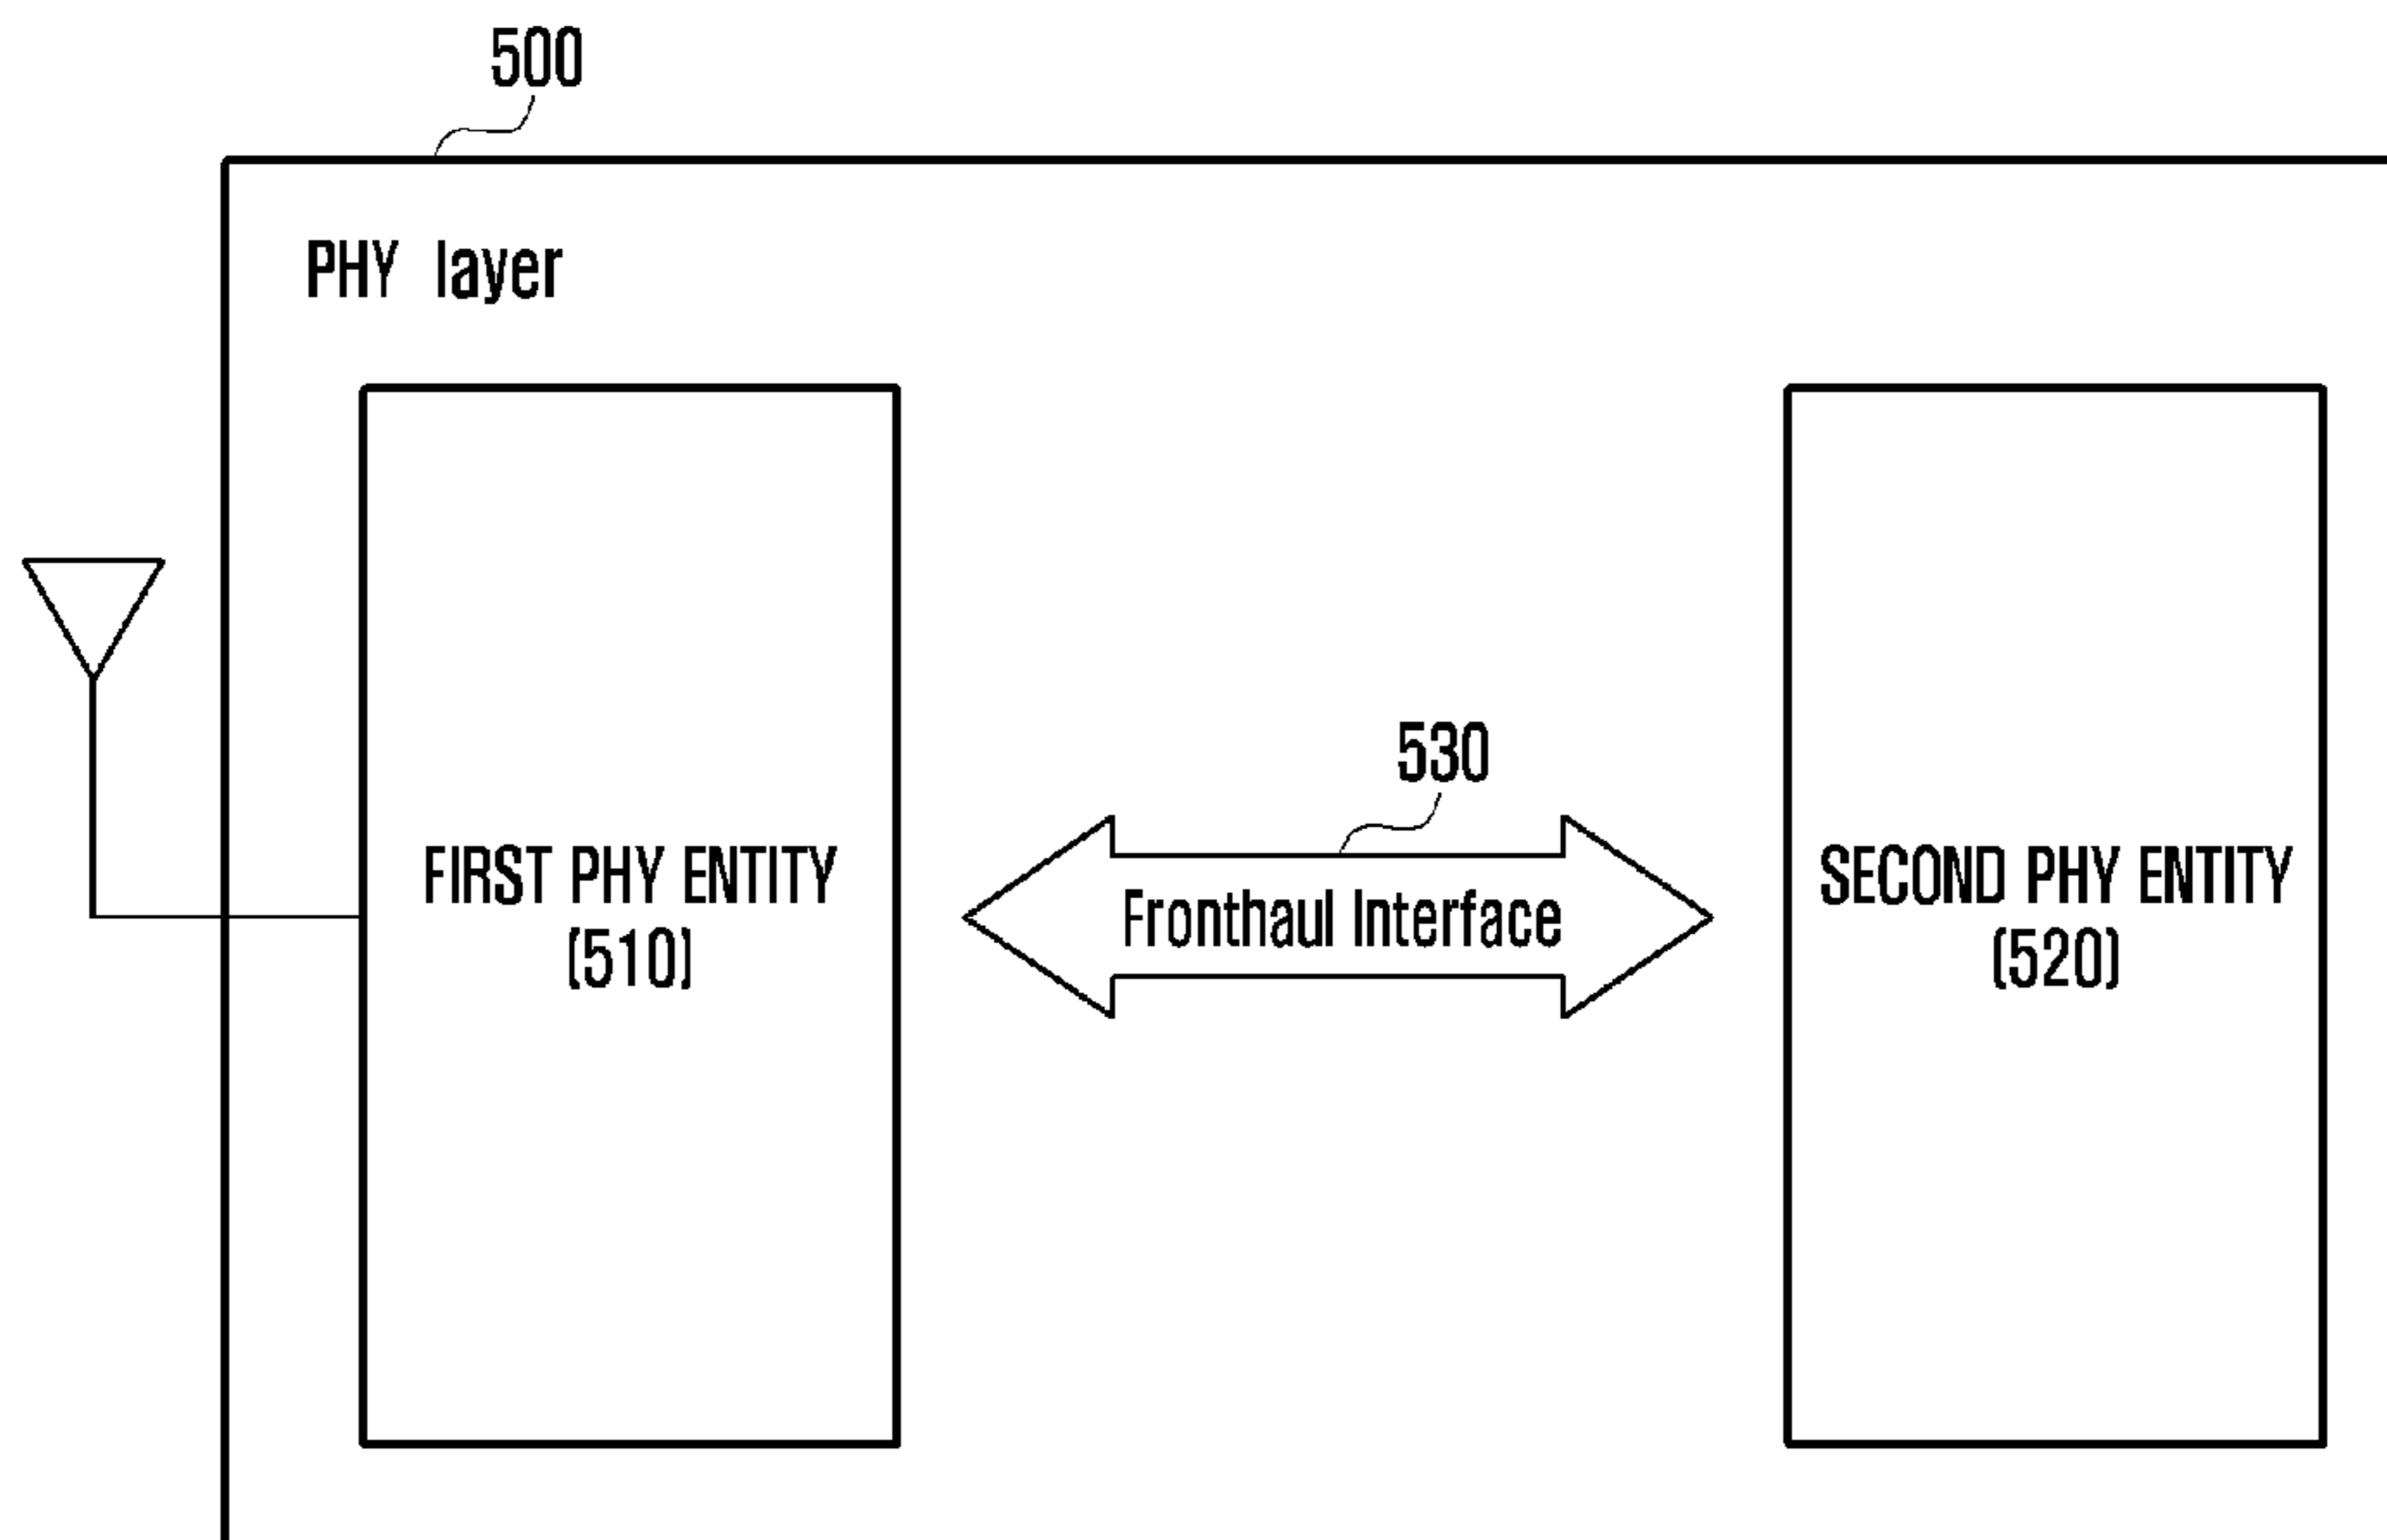 500
PHY layer
530
FIRST PHY ENTITY
(510)
Fronthaul Interface
SECOND PHY ENTITY
(520)